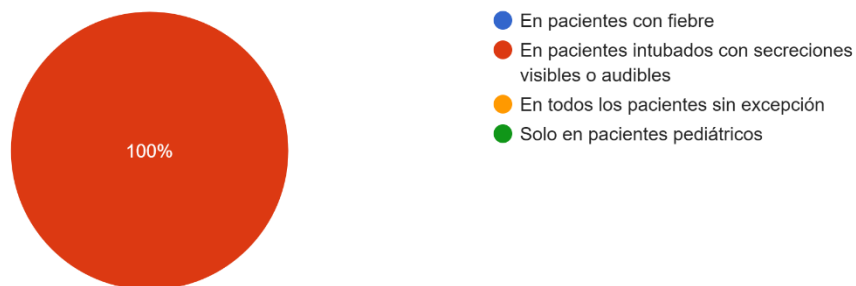 100%
En pacientes con fiebre
En pacientes intubados con secreciones
visibles o audibles
En todos los pacientes sin excepción
Solo en pacientes pediátricos